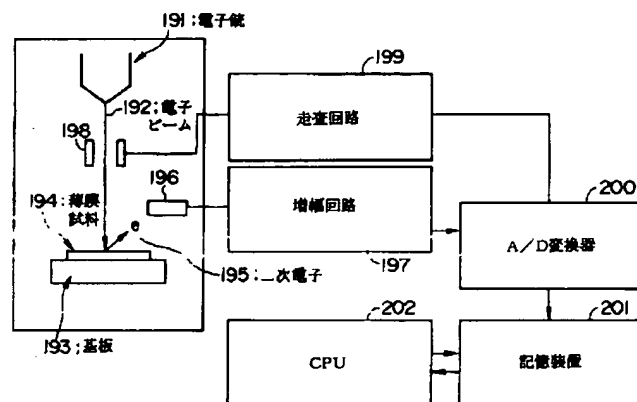 191;電子銃
192;電子
ビーム
198
199
走査回路
196
増幅回路
197
194:薄膜
試料
e
195;二次電子
193;基板
200
A/D変換器
202
CPU
201
記憶装置